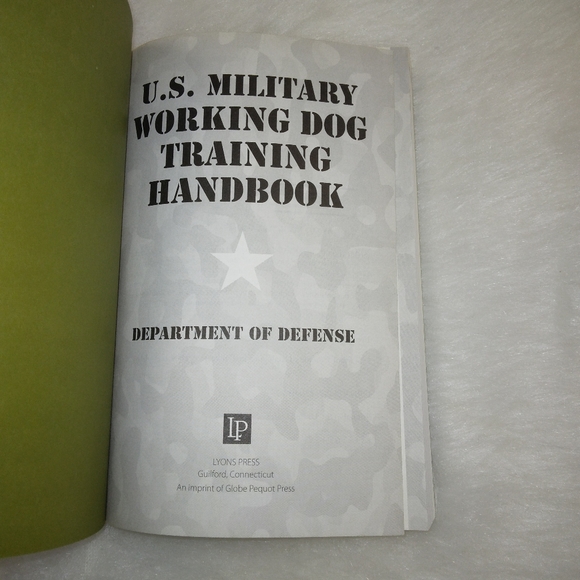 U.S. MILITARY
WORKING DOG
TRAINING
HANDBOOK
DEPARTMENT OF DEFENSE
LP
LYONS PRESS
Guilford, Connecticut
An imprint of Globe Pequot Press